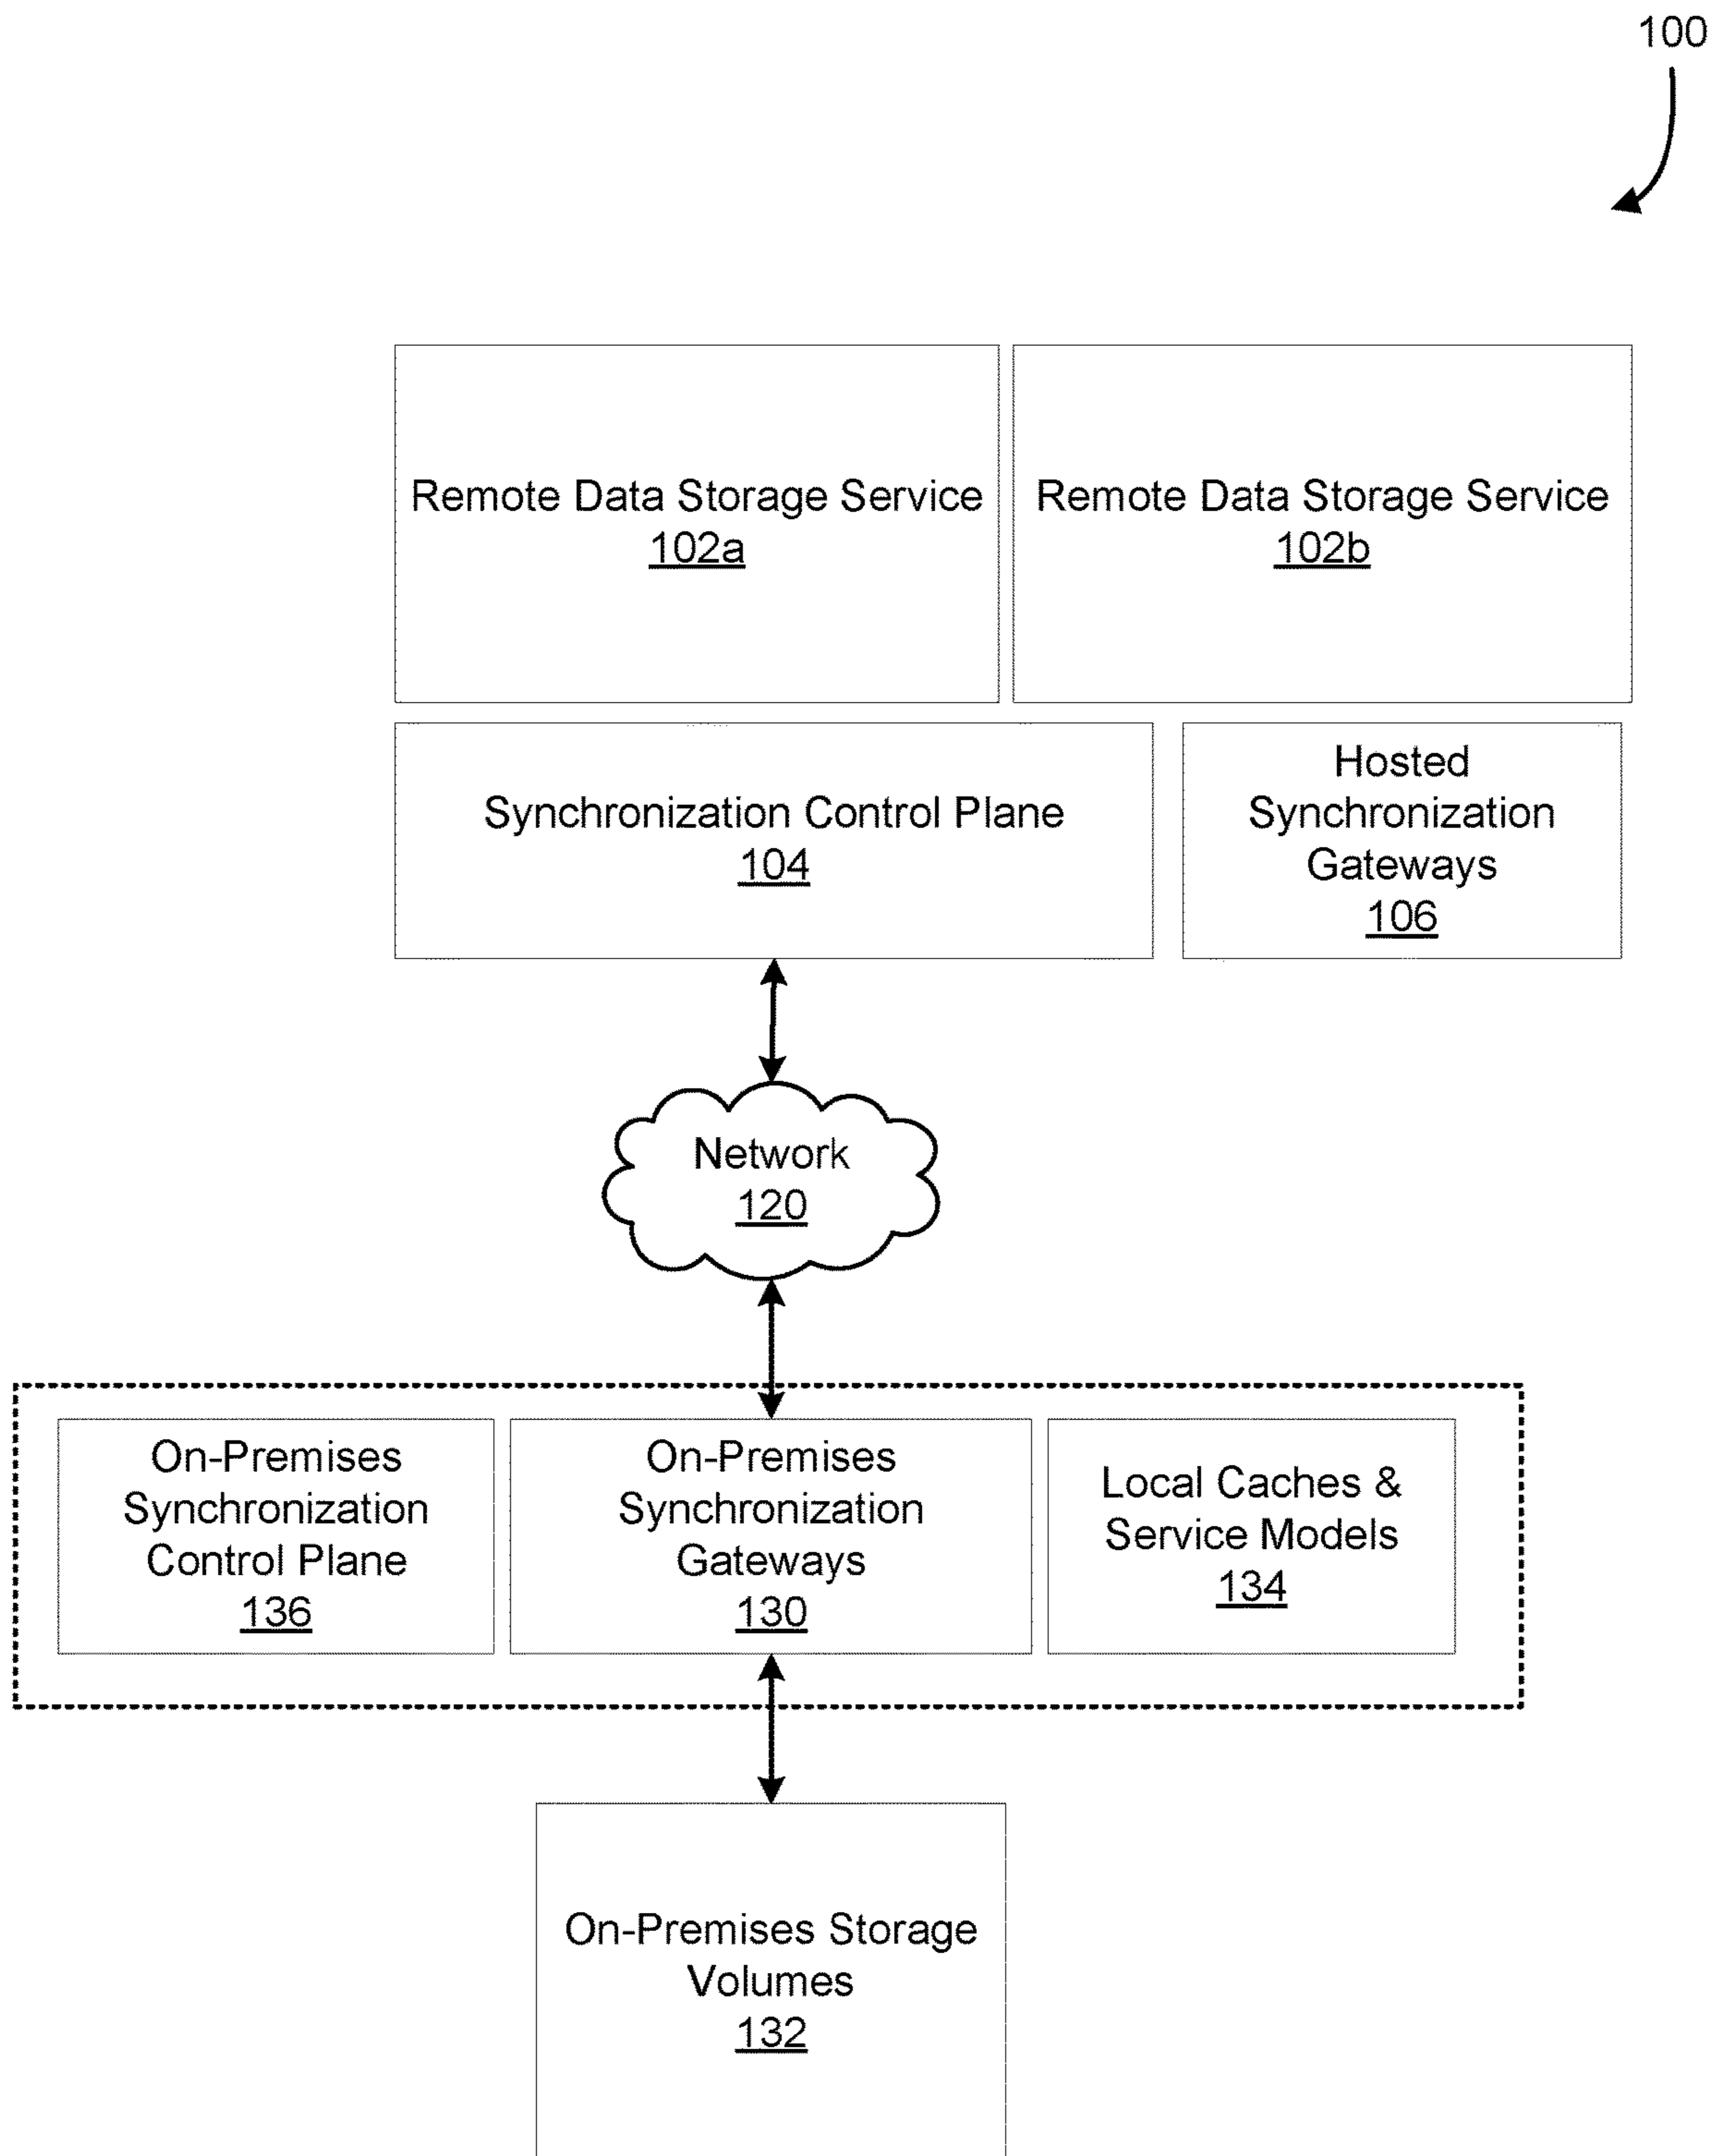 100
Remote Data Storage Service
102a
Remote Data Storage Service
102b
Synchronization Control Plane
104
Hosted
Synchronization
Gateways
106
Network
120
On-Premises
Synchronization
Control Plane
136
On-Premises
Synchronization
Gateways
130
Local Caches &
Service Models
134
On-Premises Storage
Volumes
132